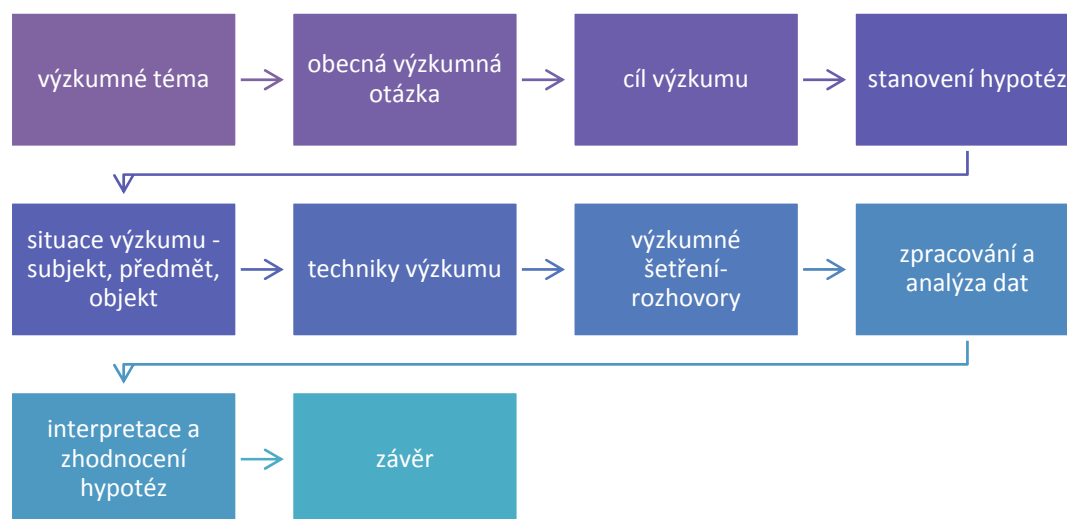 výzkumné téma
obecná výzkumná
otázka
cíl výzkumu
stanovení hypotéz
situace výzkumu -
subjekt, předmět,
objekt
techniky výzkumu
výzkumné
šetření-
rozhovory
zpracování a
analýza dat
interpretace a
zhodnocení
hypotéz
závěr